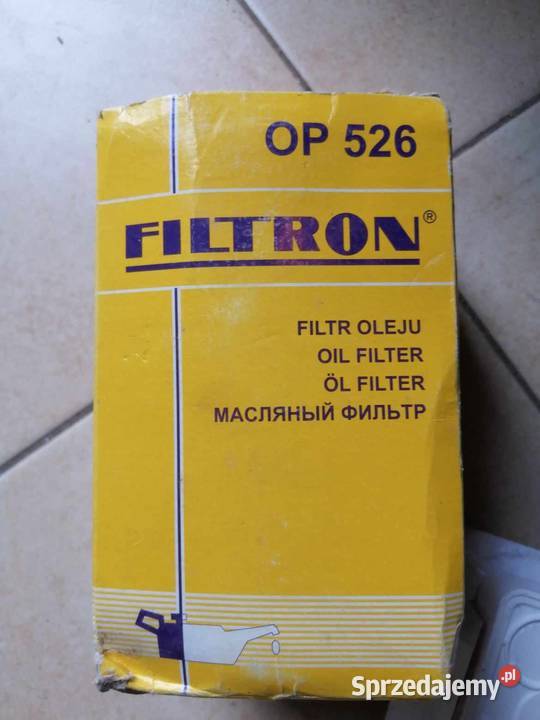 OP 526
FILTRON®
FILTR OLEJU
OIL FILTER
ÖL FILTER
МАСЛЯНЫЙ ФИЛЬТР
Sprzedajemy.pl